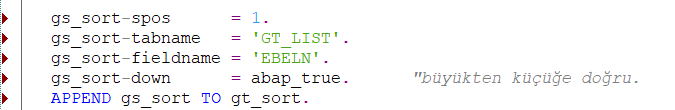 gs_sort-spos      = 1.
gs_sort-tabname   = 'GT_LIST'.
gs_sort-fieldname = 'EBELN'.
gs_sort-down      = abap_true.      "büyükten küçüğe doğru.
APPEND gs_sort TO gt_sort.